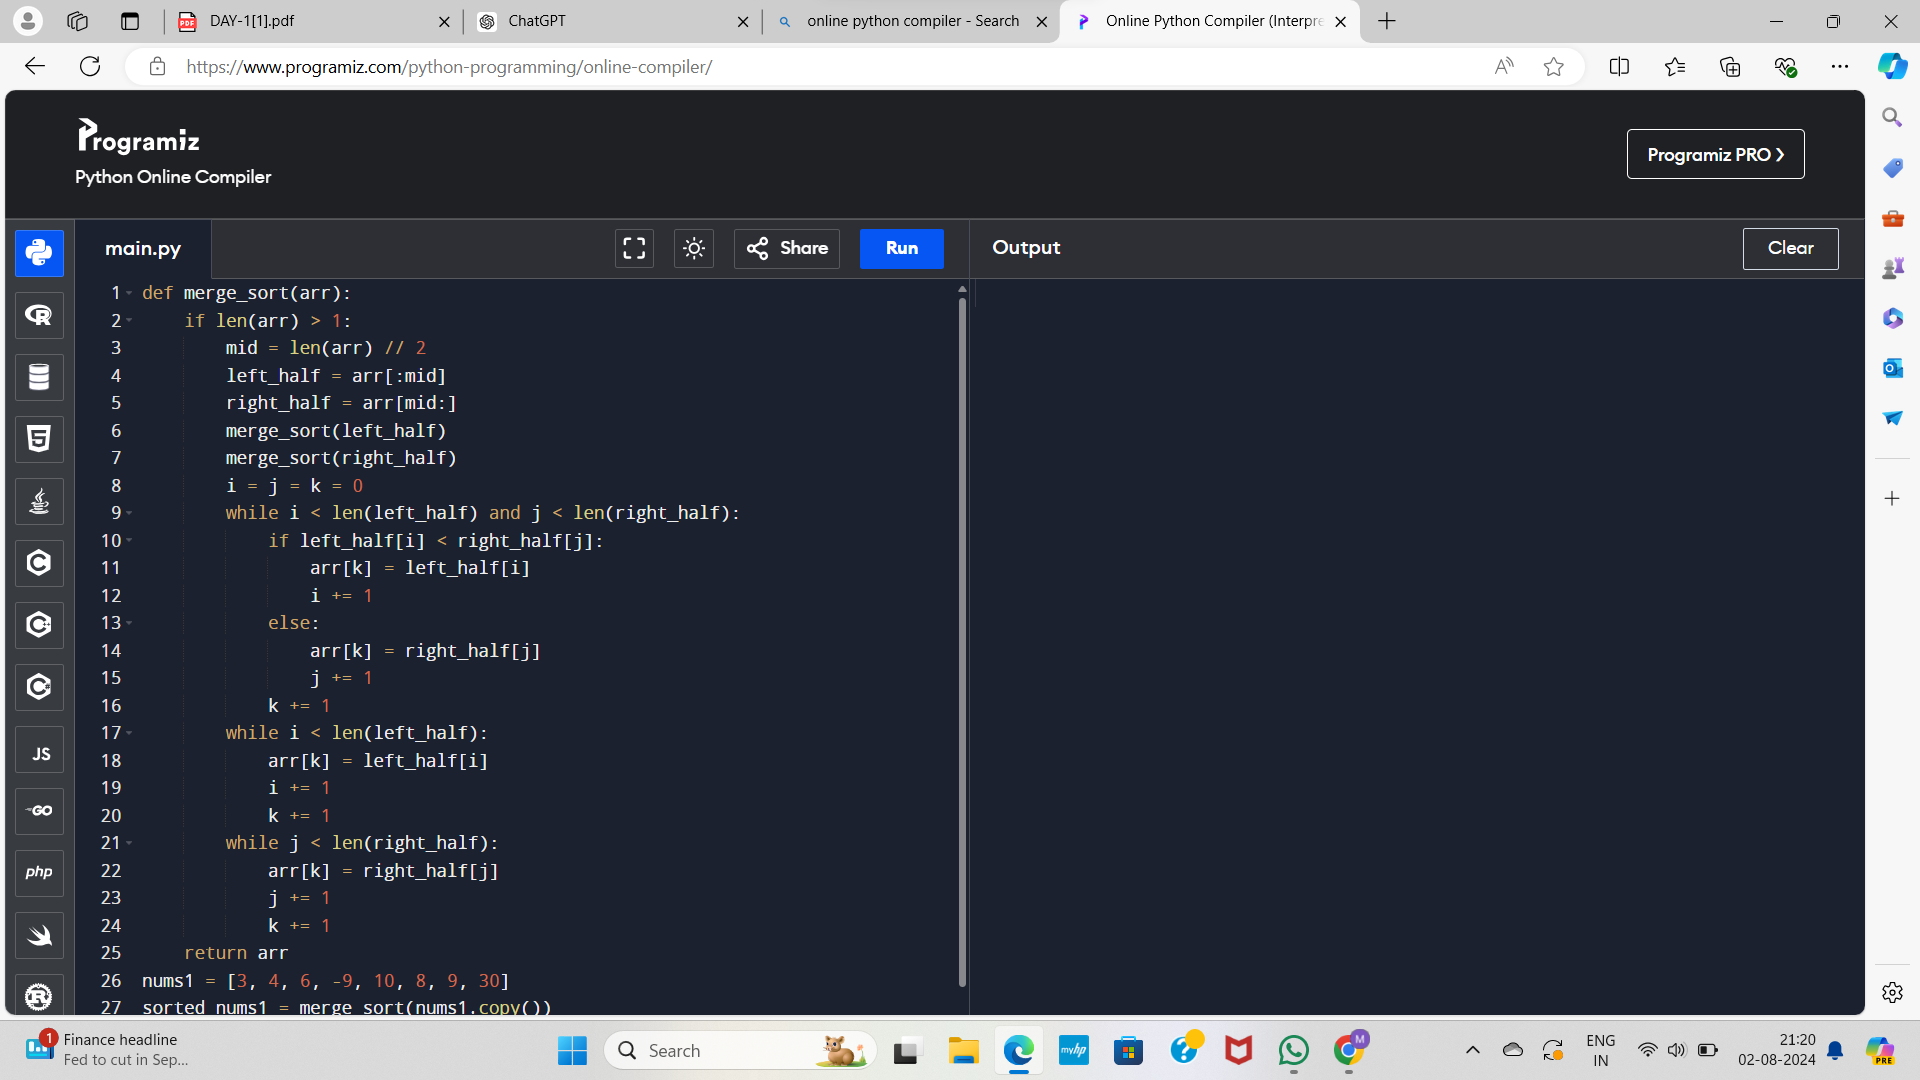 DAY-1[1].pdf
ChatGPT
online python compiler - Search
Online Python Compiler (Interpre
https://www.programiz.com/python-programming/online-compiler/
Programiz
Python Online Compiler
Programiz PRO ❯
main.py
Share
Run
Output
Clear
1 def merge_sort(arr):
2     if len(arr) > 1:
3         mid = len(arr) // 2
4         left_half = arr[:mid]
5         right_half = arr[mid:]
6         merge_sort(left_half)
7         merge_sort(right_half)
8         i = j = k = 0
9         while i < len(left_half) and j < len(right_half):
10             if left_half[i] < right_half[j]:
11                 arr[k] = left_half[i]
12                 i += 1
13             else:
14                 arr[k] = right_half[j]
15                 j += 1
16             k += 1
17         while i < len(left_half):
18             arr[k] = left_half[i]
19             i += 1
20             k += 1
21         while j < len(right_half):
22             arr[k] = right_half[j]
23             j += 1
24             k += 1
25     return arr
26 nums1 = [3, 4, 6, -9, 10, 8, 9, 30]
27 sorted_nums1 = merge_sort(nums1.copy())
JS
GO
php
1
Finance headline
Fed to cut in Sep...
Search
myhp
M
ENG
IN
21:20
02-08-2024
PRE